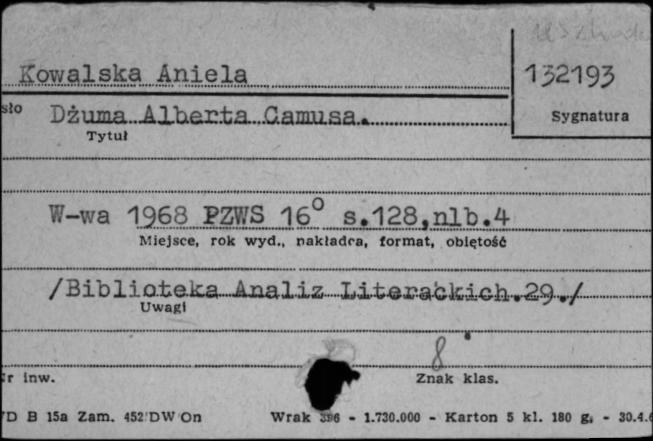 Kowalska Aniela
132193
sło Dżuma Alberta Camusa.
Sygnatura
Tytuł
W-wa 1968 PZWS 16° s.128,nlb.4
Miejsce, rok wyd., nakładca, format, objętość
/Biblioteka Analiz Literackich.29./
Uwagi
8
r inw.
Znak klas.
D B 15a Zam. 452 DW On Wrak - 1.730.000 - Karton 5 kl. 180 g. - 30.4.6